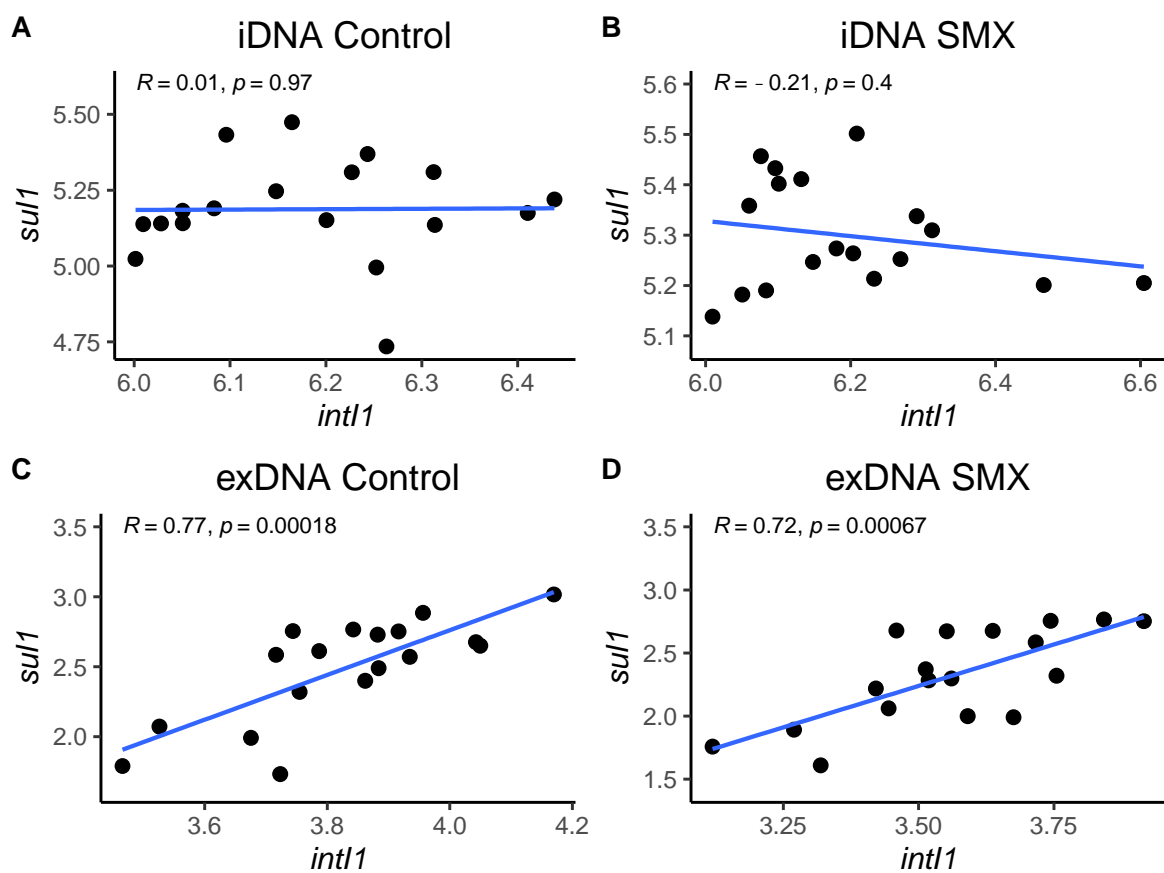 A
iDNA Control
R = 0.01, p = 0.97
5.50
5.25
5.00
4.75
sul1
6.0 6.1 6.2 6.3 6.4
intI1
B
iDNA SMX
R = - 0.21, p = 0.4
5.6
5.5
5.4
5.3
5.2
5.1
sul1
6.0 6.2 6.4 6.6
intI1
C
exDNA Control
R = 0.77, p = 0.00018
3.5
3.0
2.5
2.0
sul1
3.6 3.8 4.0 4.2
intI1
D
exDNA SMX
R = 0.72, p = 0.00067
3.5
3.0
2.5
2.0
1.5
sul1
3.25 3.50 3.75
intI1